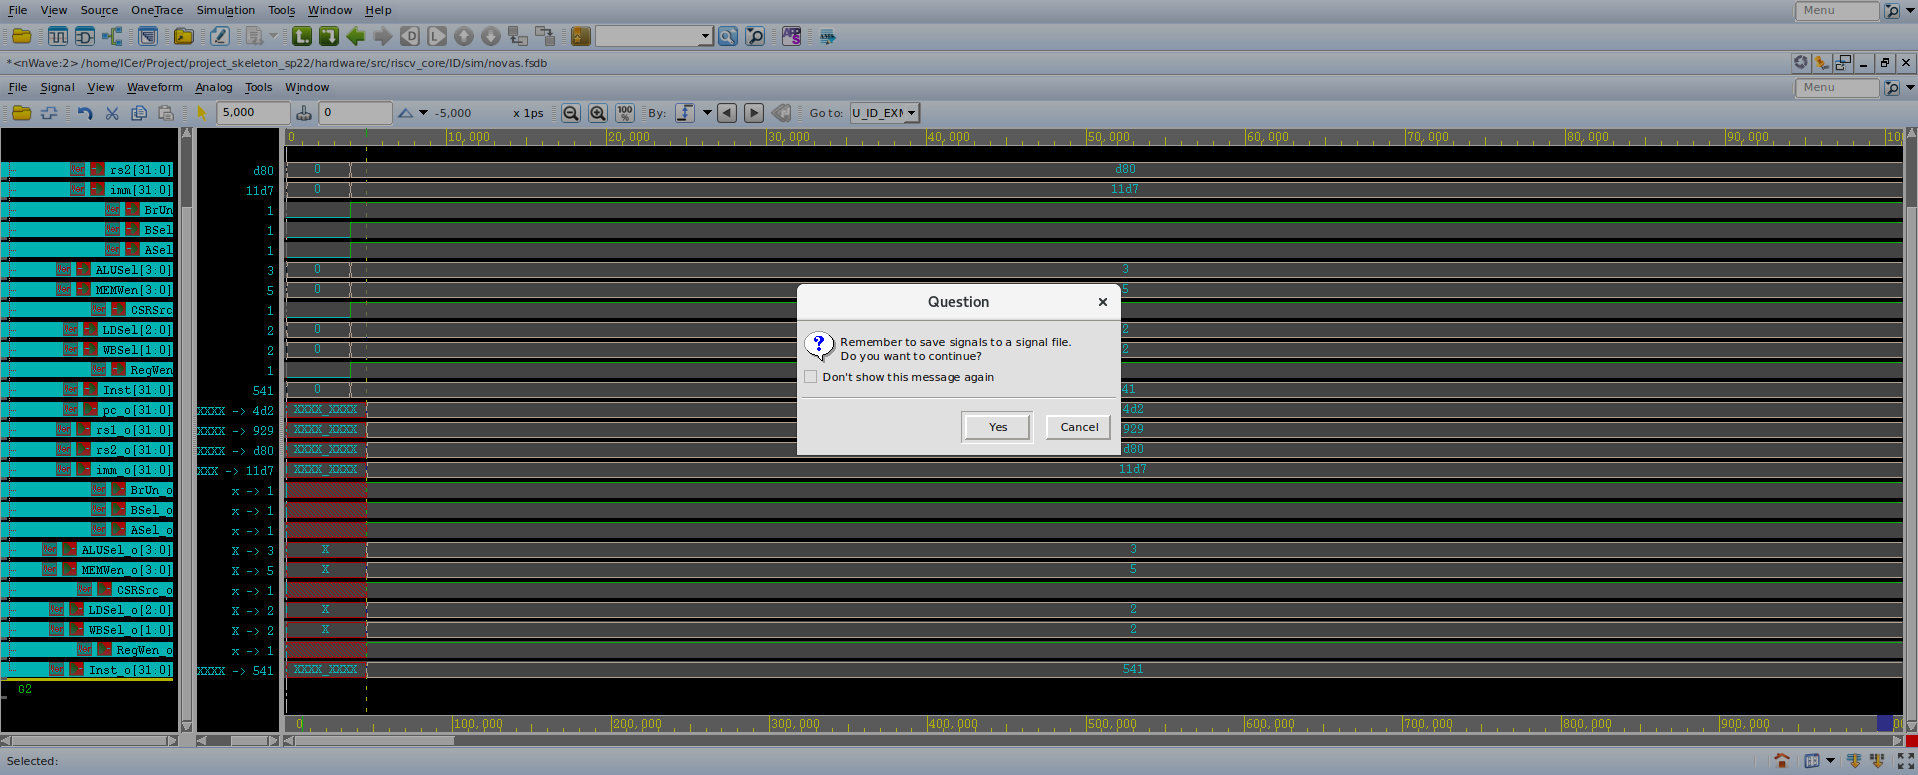 File View Source OneTrace Simulation Tools Window Help Menu
*<nWave:2> /home/ICer/Project/project_skeleton_sp22/hardware/src/riscv_core/ID/sim/novas.fsdb
File Signal View Waveform Analog Tools Window Menu
5,000 0 -5,000 x 1ps 100% By: Go to: U_ID_EXM
0 10,000 20,000 30,000 40,000 50,000 60,000 70,000 80,000 90,000 100
rs2[31:0] d80 0 d80
imm[31:0] 11d7 0 11d7
BrUn 1
BSel 1
ASel 1
ALUSel[3:0] 3 0 3
MEMWen[3:0] 5 0 5
CSRSrc 1
LDSel[2:0] 2 0 2
WBSel[1:0] 2 0 2
RegWen 1
Inst[31:0] 541 0 41
pc_o[31:0] XXXX -> 4d2 XXXX_XXXX 4d2
rs1_o[31:0] XXXX -> 929 XXXX_XXXX 929
rs2_o[31:0] XXXX -> d80 XXXX_XXXX d80
imm_o[31:0] XXX -> 11d7 XXXX_XXXX 11d7
BrUn_o x -> 1
BSel_o x -> 1
ASel_o x -> 1
ALUSel_o[3:0] X -> 3 X 3
MEMWen_o[3:0] X -> 5 X 5
CSRSrc_o x -> 1
LDSel_o[2:0] X -> 2 X 2
WBSel_o[1:0] X -> 2 X 2
RegWen_o x -> 1
Inst_o[31:0] XXXX -> 541 XXXX_XXXX 541
G2
Question
Remember to save signals to a signal file.
Do you want to continue?
Don't show this message again
Yes Cancel
0 100,000 200,000 300,000 400,000 500,000 600,000 700,000 800,000 900,000
Selected: